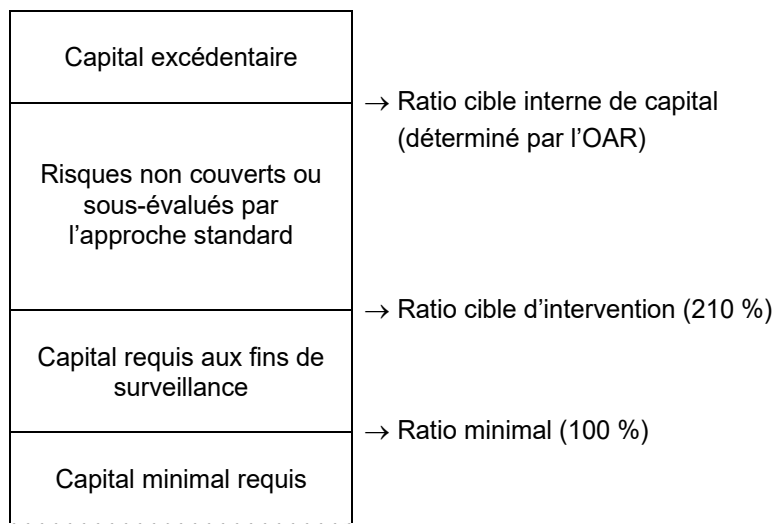 Capital excédentaire
→ Ratio cible interne de capital
(déterminé par l’OAR)
Risques non couverts ou
sous-évalués par
l’approche standard
→ Ratio cible d’intervention (210 %)
Capital requis aux fins de
surveillance
→ Ratio minimal (100 %)
Capital minimal requis